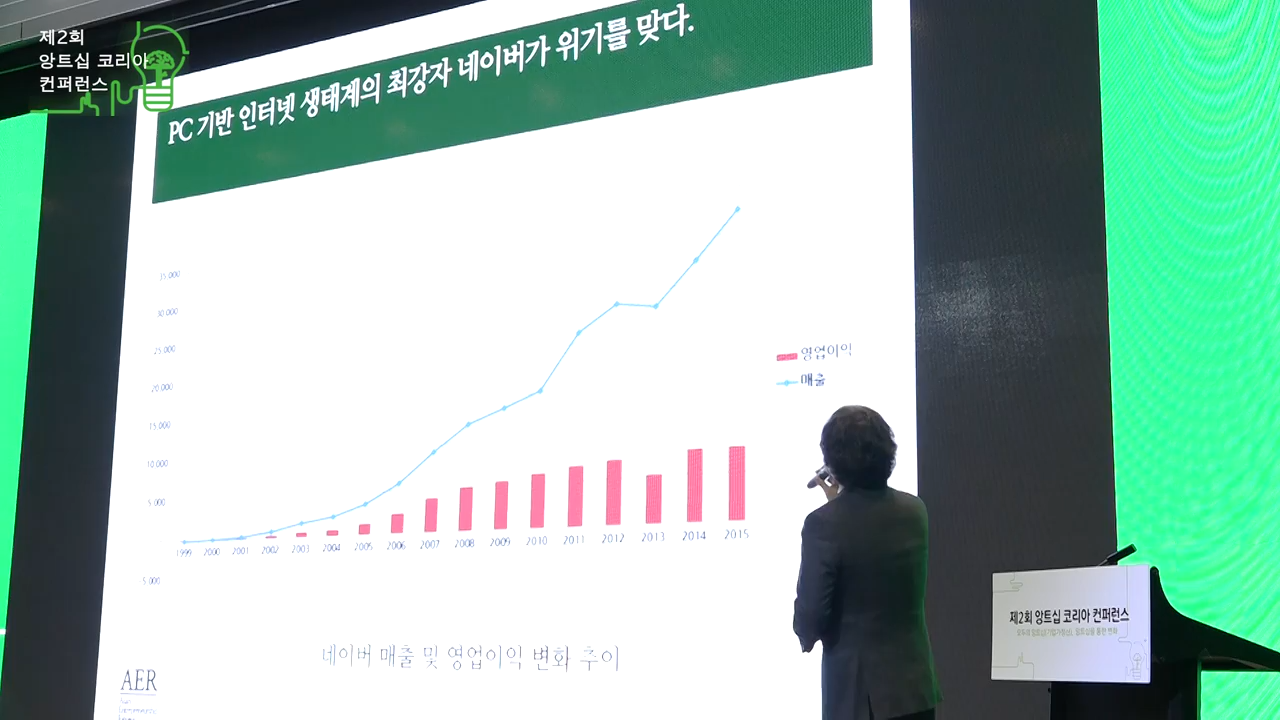 제2회
앙트십 코리아
컨퍼런스
PC 기반 인터넷 생태계의 최강자 네이버가 위기를 맞다.
35,000
30,000
25,000
20,000
15,000
10,000
5,000
1999 2000 2001 2002 2003 2004 2005 2006 2007 2008 2009 2010 2011 2012 2013 2014 2015
5,000
영업이익
매출
네이버 매출 및 영업이익 변화 추이
AER
제2회 앙트십 코리아 컨퍼런스